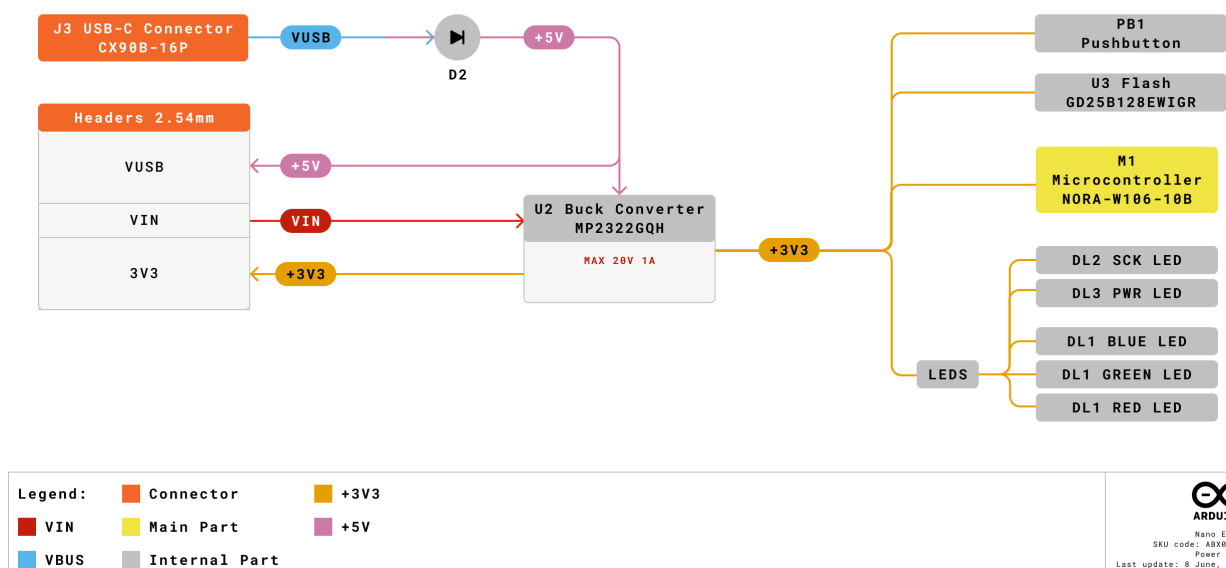 J3 USB-C Connector
CX90B-16P
VUSB
D2
+5V
Headers 2.54mm
VUSB
VIN
3V3
+5V
VIN
+3V3
U2 Buck Converter
MP2322GQH
MAX 20V 1A
+3V3
PB1
Pushbutton
U3 Flash
GD25B128EWIGR
M1
Microcontroller
NORA-W106-10B
DL2 SCK LED
DL3 PWR LED
DL1 BLUE LED
LEDS
DL1 GREEN LED
DL1 RED LED
Legend:
Connector
+3V3
VIN
Main Part
+5V
VBUS
Internal Part
Nano
SKU code:
Power
Last update: 8 June,